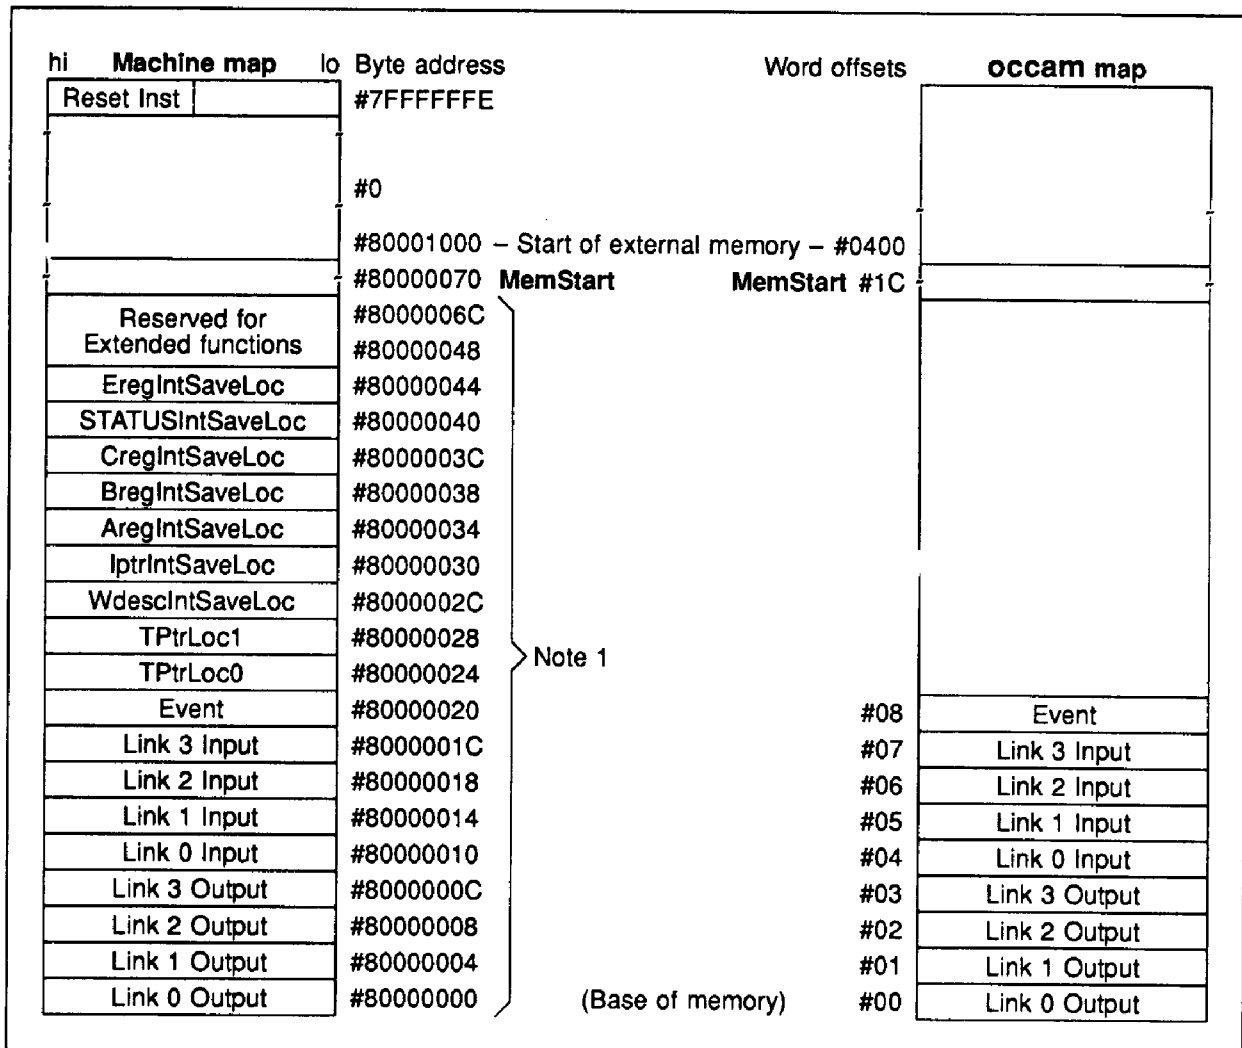 hi Machine map lo Byte address Word offsets occam map
Reset Inst #7FFFFFFE
#0
#80001000 – Start of external memory – #0400
#80000070 MemStart MemStart #1C
Reserved for #8000006C
Extended functions #80000048
EregIntSaveLoc #80000044
STATUSIntSaveLoc #80000040
CregIntSaveLoc #8000003C
BregIntSaveLoc #80000038
AregIntSaveLoc #80000034
IptrIntSaveLoc #80000030
WdescIntSaveLoc #8000002C
TPtrLoc1 #80000028
Note 1
TPtrLoc0 #80000024
Event #80000020 #08 Event
Link 3 Input #8000001C #07 Link 3 Input
Link 2 Input #80000018 #06 Link 2 Input
Link 1 Input #80000014 #05 Link 1 Input
Link 0 Input #80000010 #04 Link 0 Input
Link 3 Output #8000000C #03 Link 3 Output
Link 2 Output #80000008 #02 Link 2 Output
Link 1 Output #80000004 #01 Link 1 Output
Link 0 Output #80000000 (Base of memory) #00 Link 0 Output